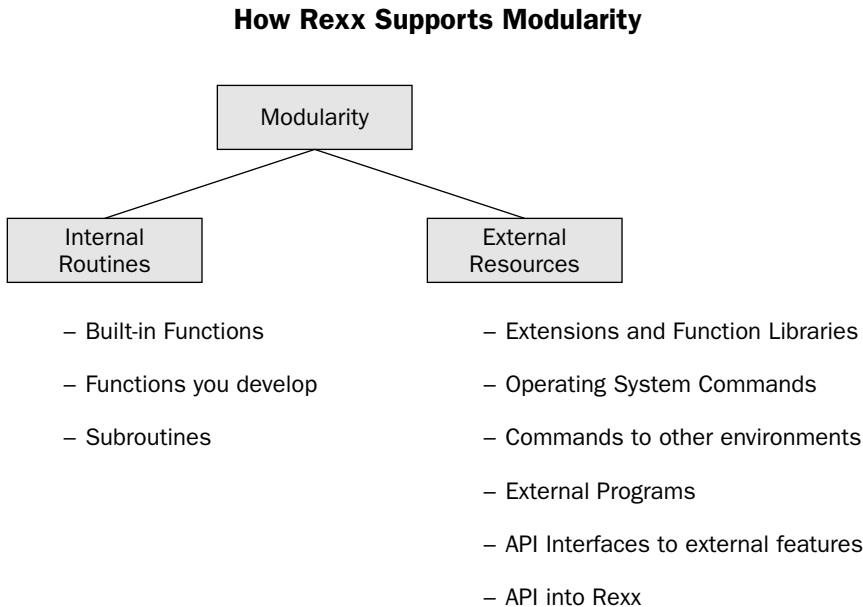 How Rexx Supports Modularity
Modularity
Internal
Routines
– Built-in Functions
– Functions you develop
– Subroutines
External
Resources
– Extensions and Function Libraries
– Operating System Commands
– Commands to other environments
– External Programs
– API Interfaces to external features
– API into Rexx